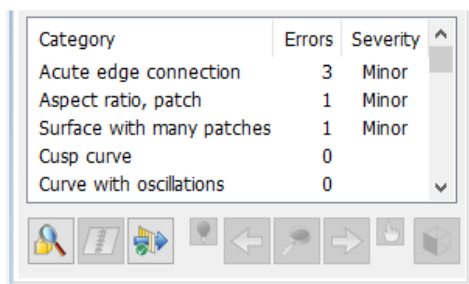 Category Errors Severity
Acute edge connection 3 Minor
Aspect ratio, patch 1 Minor
Surface with many patches 1 Minor
Cusp curve 0
Curve with oscillations 0